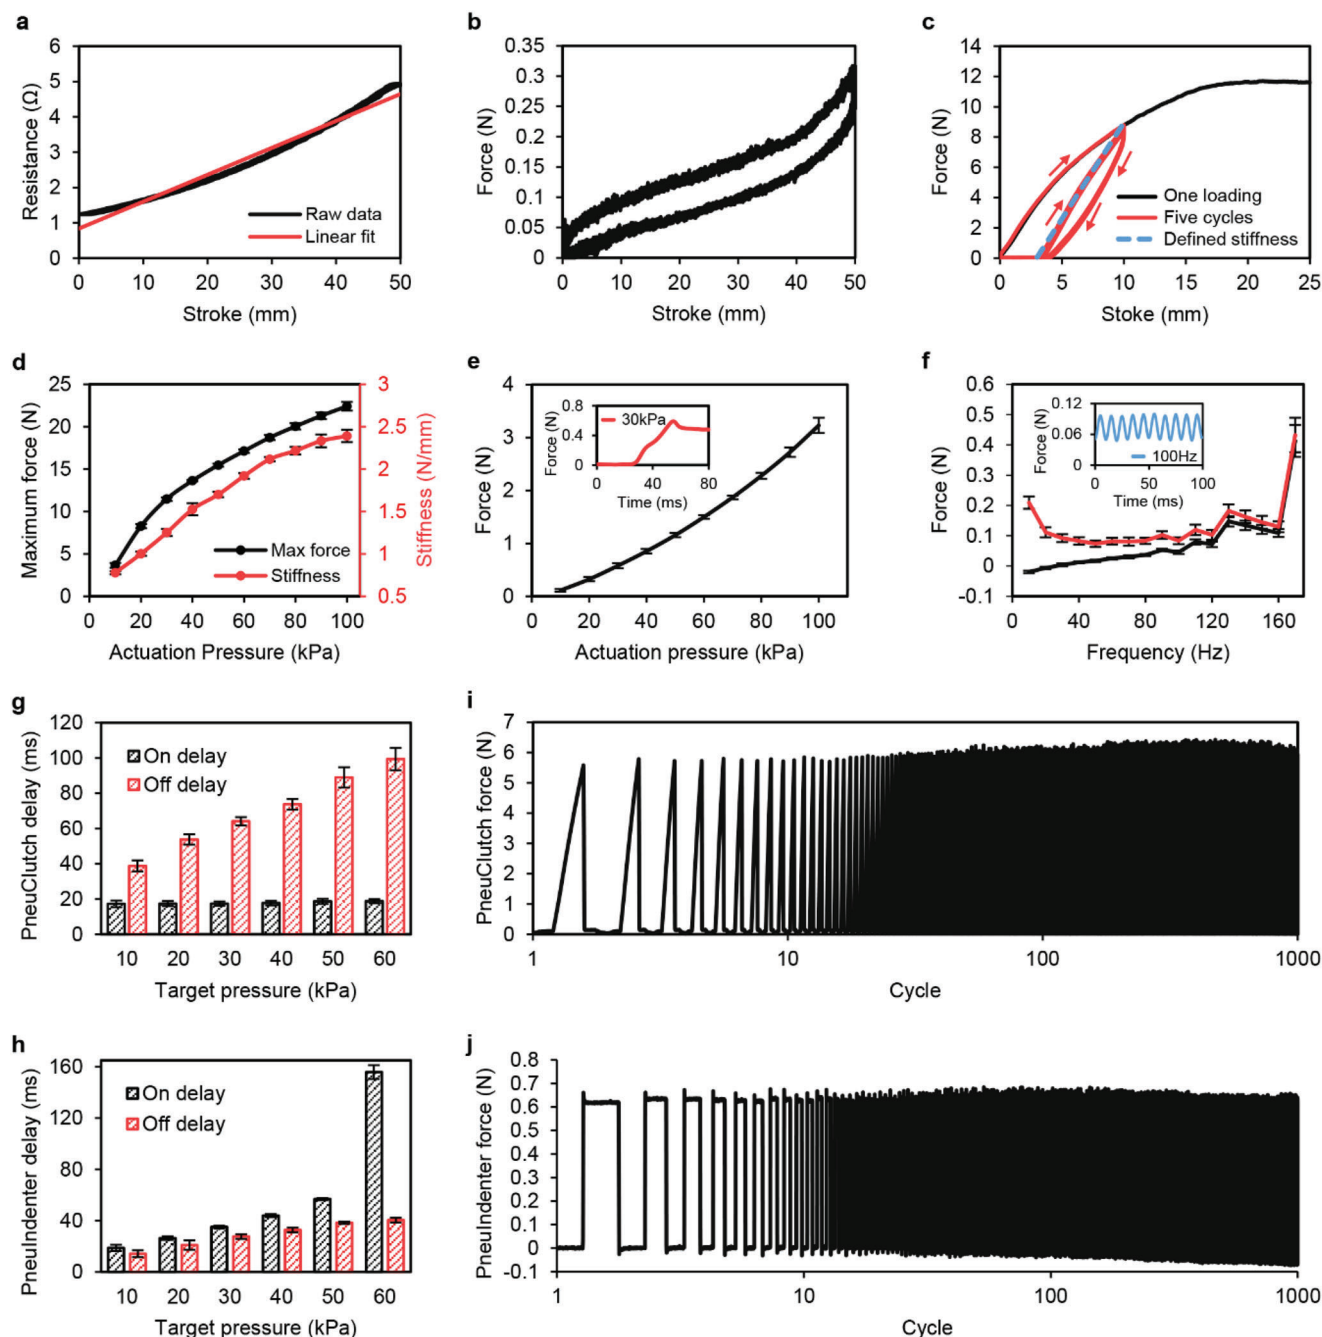 a
Resistance (Ω)
6
5
4
3
2
1
0
0 10 20 30 40 50
Raw data
Linear fit
Stroke (mm)
b
Force (N)
0.35
0.3
0.25
0.2
0.15
0.1
0.05
0
0 10 20 30 40 50
Stroke (mm)
c
Force (N)
14
12
10
8
6
4
2
0
0 5 10 15 20 25
One loading
Five cycles
Defined stiffness
Stoke (mm)
d
Maximum force (N)
25
20
15
10
5
0
0 20 40 60 80 100
Max force
Stiffness
3
2.5
2
1.5
1
0.5
Stiffness (N/mm)
Actuation Pressure (kPa)
e
Force (N)
4
3
2
1
0
0 20 40 60 80 100
Force (N)
0.8
0.4
0
30kPa
0 40 80
Time (ms)
Actuation pressure (kPa)
f
Force (N)
0.6
0.5
0.4
0.3
0.2
0.1
0
-0.1
0 40 80 120 160
Force (N)
0.12
0.06
0
100Hz
0 50 100
Time (ms)
Frequency (Hz)
g
PneuClutch delay (ms)
120
100
80
60
40
20
0
On delay
Off delay
10 20 30 40 50 60
Target pressure (kPa)
i
PneuClutch force (N)
7
6
5
4
3
2
1
0
1 10 100 1000
Cycle
h
PneuIndenter delay (ms)
160
120
80
40
0
On delay
Off delay
10 20 30 40 50 60
Target pressure (kPa)
j
PneuIndenter force (N)
0.8
0.7
0.6
0.5
0.4
0.3
0.2
0.1
0
-0.1
1 10 100 1000
Cycle